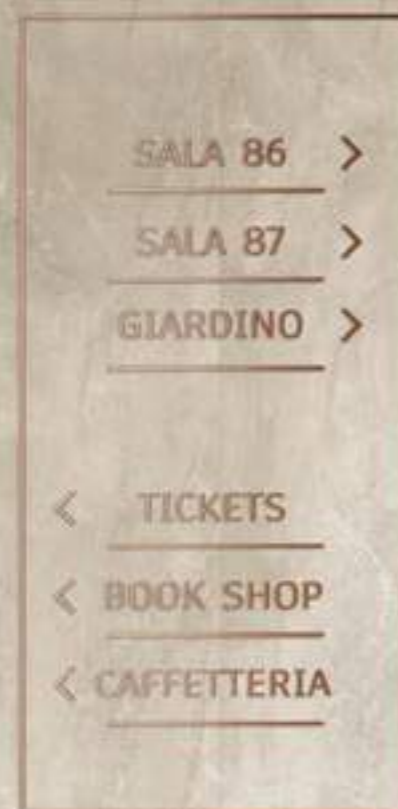 SALA 86 >
SALA 87 >
GIARDINO >
< TICKETS
< BOOK SHOP
< CAFFETTERIA